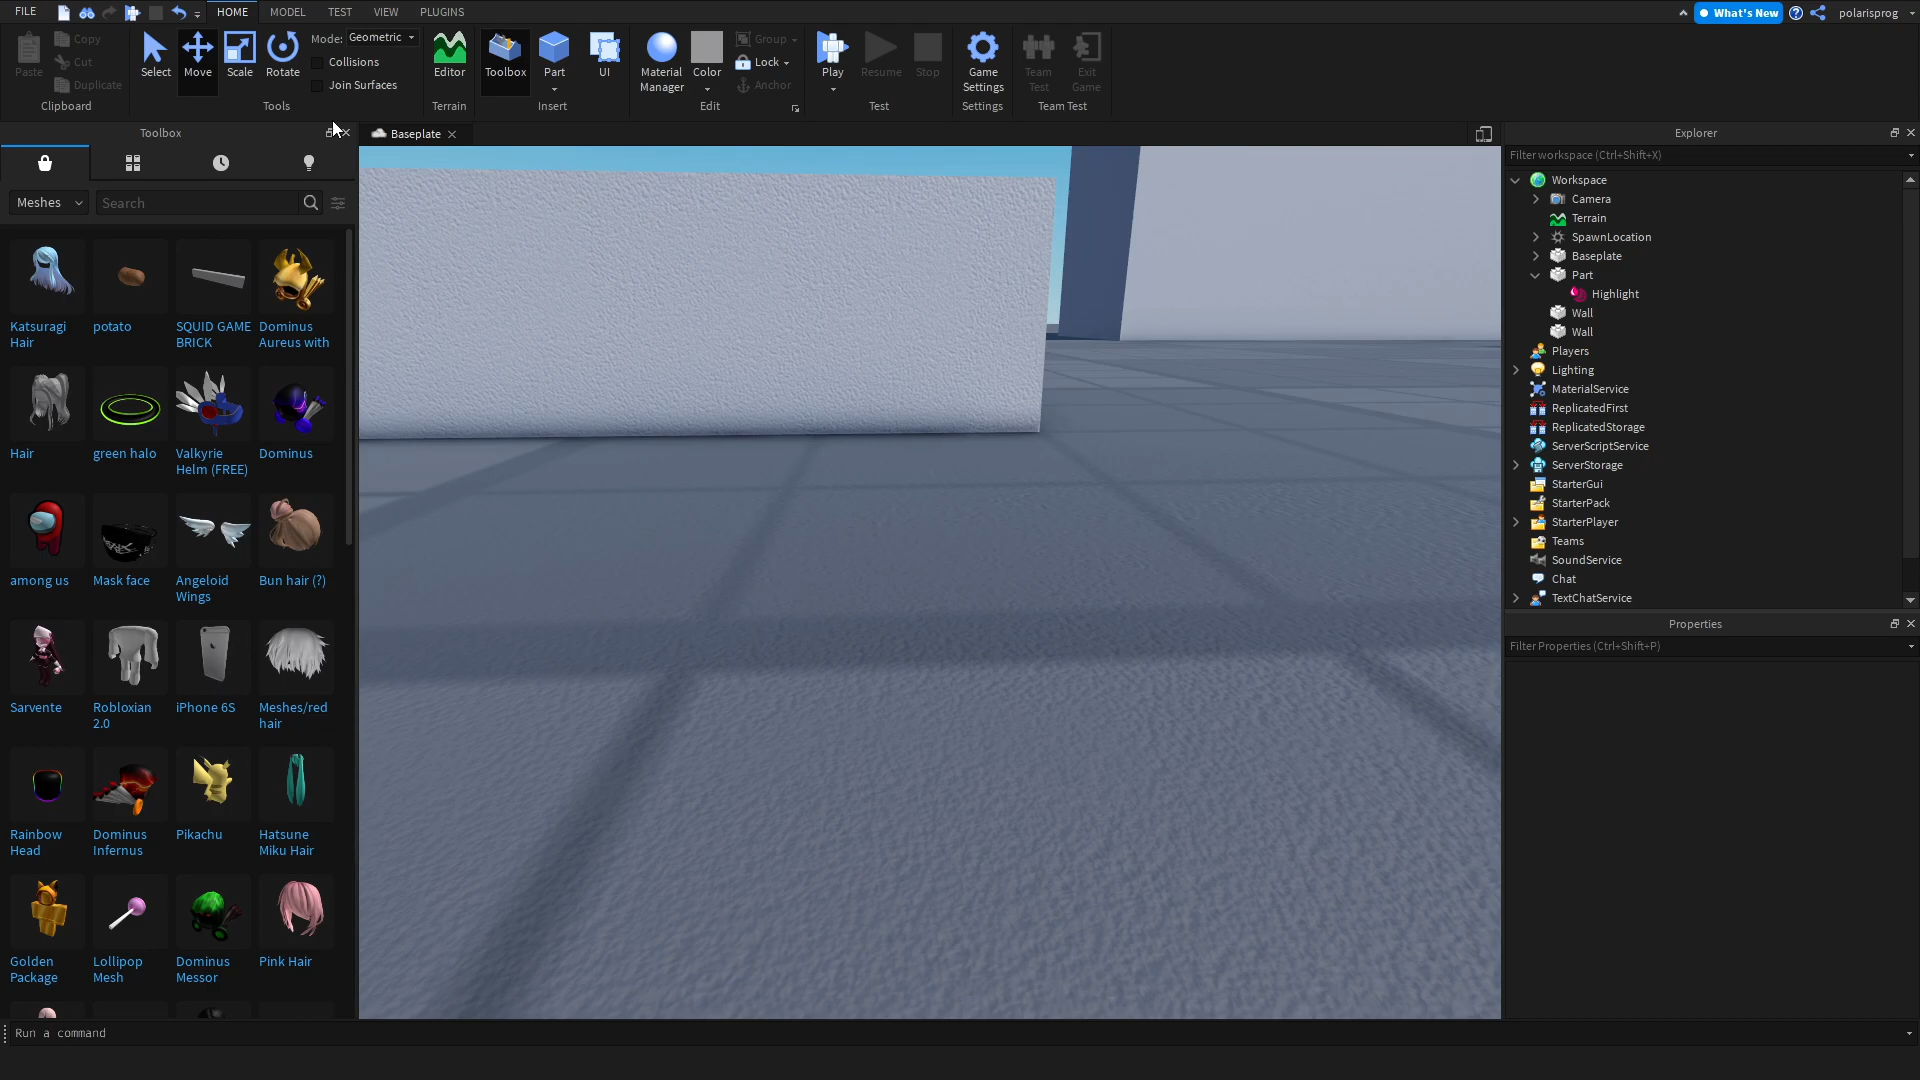 FILE
HOME
MODEL
TEST
VIEW
PLUGINS
What's New
polarisprog
Paste
Copy
Cut
Duplicate
Clipboard
Select
Move
Scale
Rotate
Mode: Geometric
Collisions
Join Surfaces
Tools
Editor
Terrain
Toolbox
Part
UI
Insert
Material
Manager
Color
Group
Lock
Anchor
Edit
Play
Resume
Stop
Test
Game
Settings
Settings
Team
Test
Exit
Game
Team Test
Toolbox
Meshes
Search
Katsuragi
Hair
potato
SQUID GAME
BRICK
Dominus
Aureus with
Hair
green halo
Valkyrie
Helm (FREE)
Dominus
among us
Mask face
Angeloid
Wings
Bun hair (?)
Sarvente
Robloxian
2.0
iPhone 6S
Meshes/red
hair
Rainbow
Head
Dominus
Infernus
Pikachu
Hatsune
Miku Hair
Golden
Package
Lollipop
Mesh
Dominus
Messor
Pink Hair
Baseplate
Explorer
Filter workspace (Ctrl+Shift+X)
Workspace
Camera
Terrain
SpawnLocation
Baseplate
Part
Highlight
Wall
Wall
Players
Lighting
MaterialService
ReplicatedFirst
ReplicatedStorage
ServerScriptService
ServerStorage
StarterGui
StarterPack
StarterPlayer
Teams
SoundService
Chat
TextChatService
Properties
Filter Properties (Ctrl+Shift+P)
Run a command